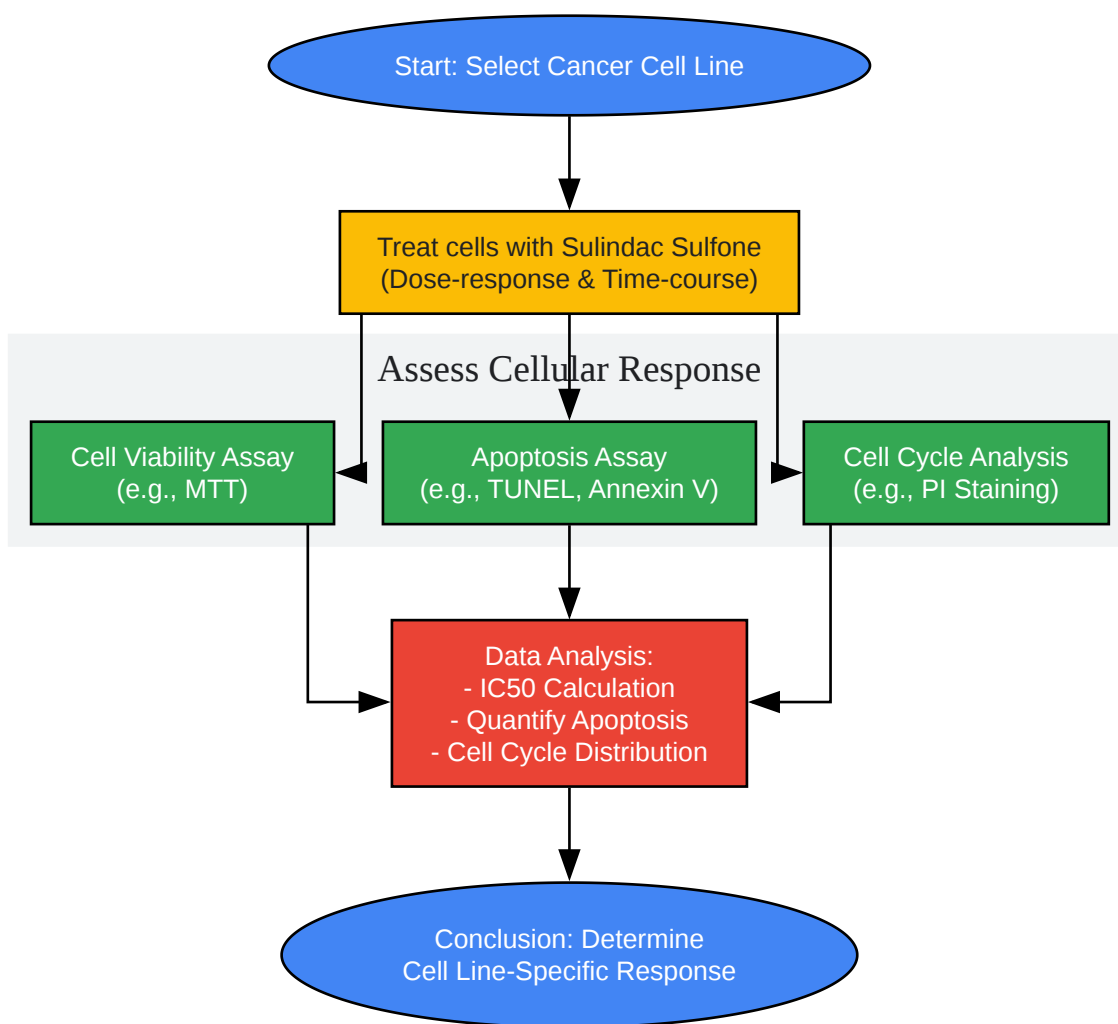 Start: Select Cancer Cell Line
Treat cells with Sulindac Sulfone
(Dose-response & Time-course)
Assess Cellular Response
Cell Viability Assay
(e.g., MTT)
Apoptosis Assay
(e.g., TUNEL, Annexin V)
Cell Cycle Analysis
(e.g., PI Staining)
Data Analysis:
- IC50 Calculation
- Quantify Apoptosis
- Cell Cycle Distribution
Conclusion: Determine
Cell Line-Specific Response